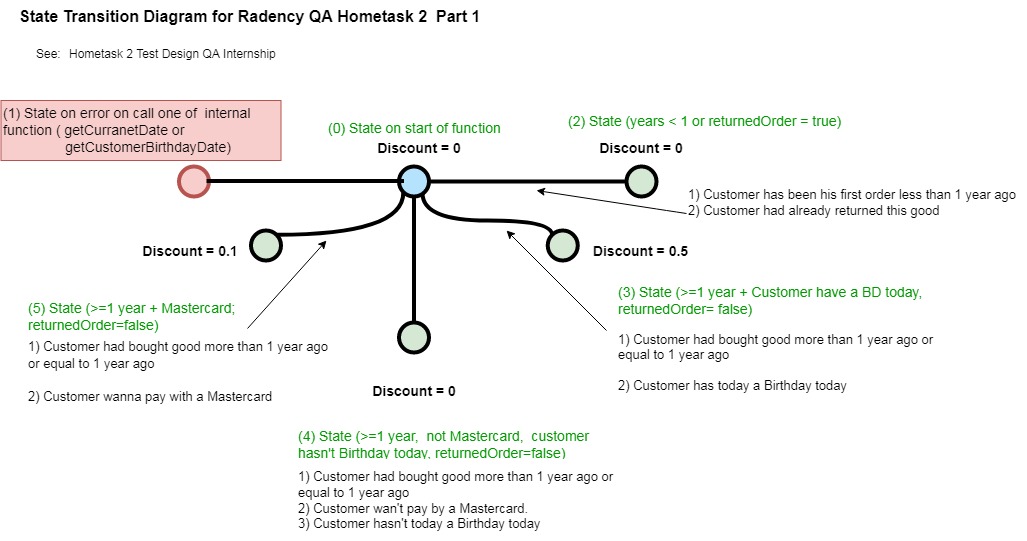 State Transition Diagram for Radency QA Hometask 2  Part 1
See:  Hometask 2 Test Design QA Internship
(1) State on error on call one of  internal
function ( getCurranetDate or
getCustomerBirthdayDate)
(0) State on start of function
Discount = 0
(2) State (years < 1 or returnedOrder = true)
Discount = 0
1) Customer has been his first order less than 1 year ago
2) Customer had already returned this good
Discount = 0.1
Discount = 0.5
(5) State (>=1 year + Mastercard;
returnedOrder=false)
1) Customer had bought good more than 1 year ago
or equal to 1 year ago
2) Customer wanna pay with a Mastercard
(3) State (>=1 year + Customer have a BD today,
returnedOrder= false)
1) Customer had bought good more than 1 year ago or
equal to 1 year ago
2) Customer has today a Birthday today
Discount = 0
(4) State (>=1 year,  not Mastercard,  customer
hasn't Birthday today, returnedOrder=false)
1) Customer had bought good more than 1 year ago or
equal to 1 year ago
2) Customer wan't pay by a Mastercard.
3) Customer hasn't today a Birthday today